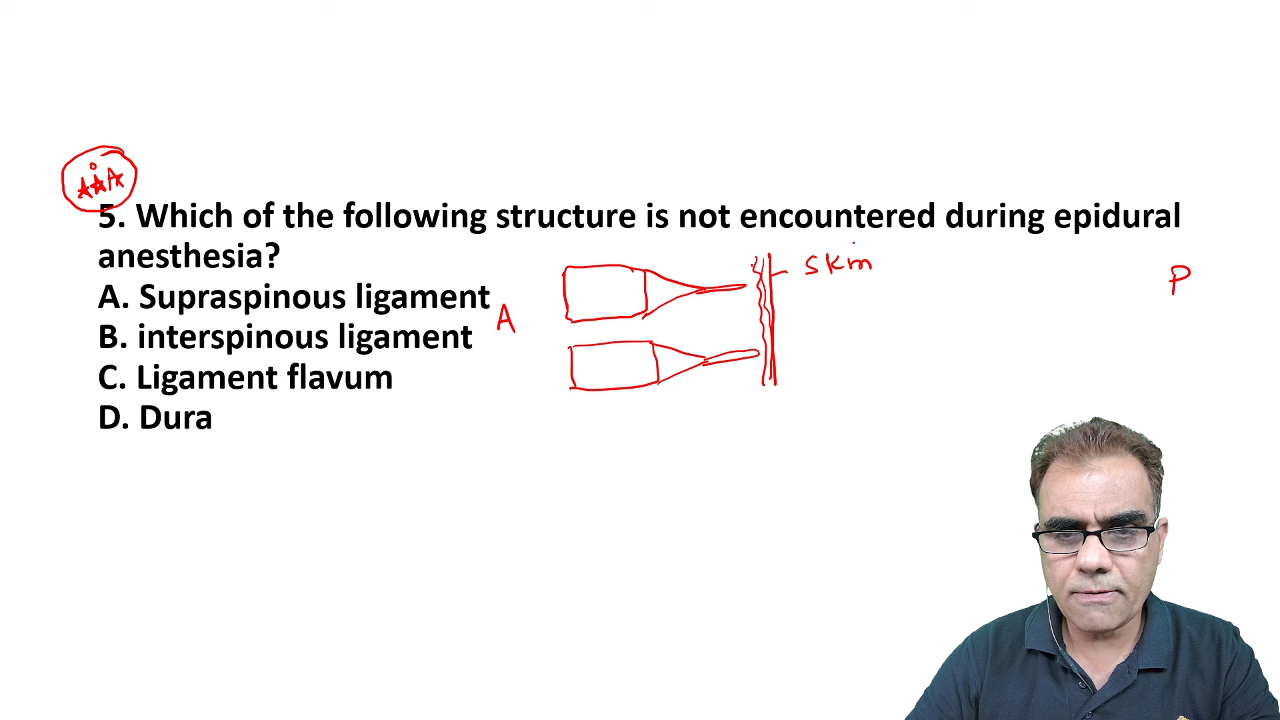 5. Which of the following structure is not encountered during epidural
anesthesia?
A. Supraspinous ligament
B. interspinous ligament
C. Ligament flavum
D. Dura
skin
A
P